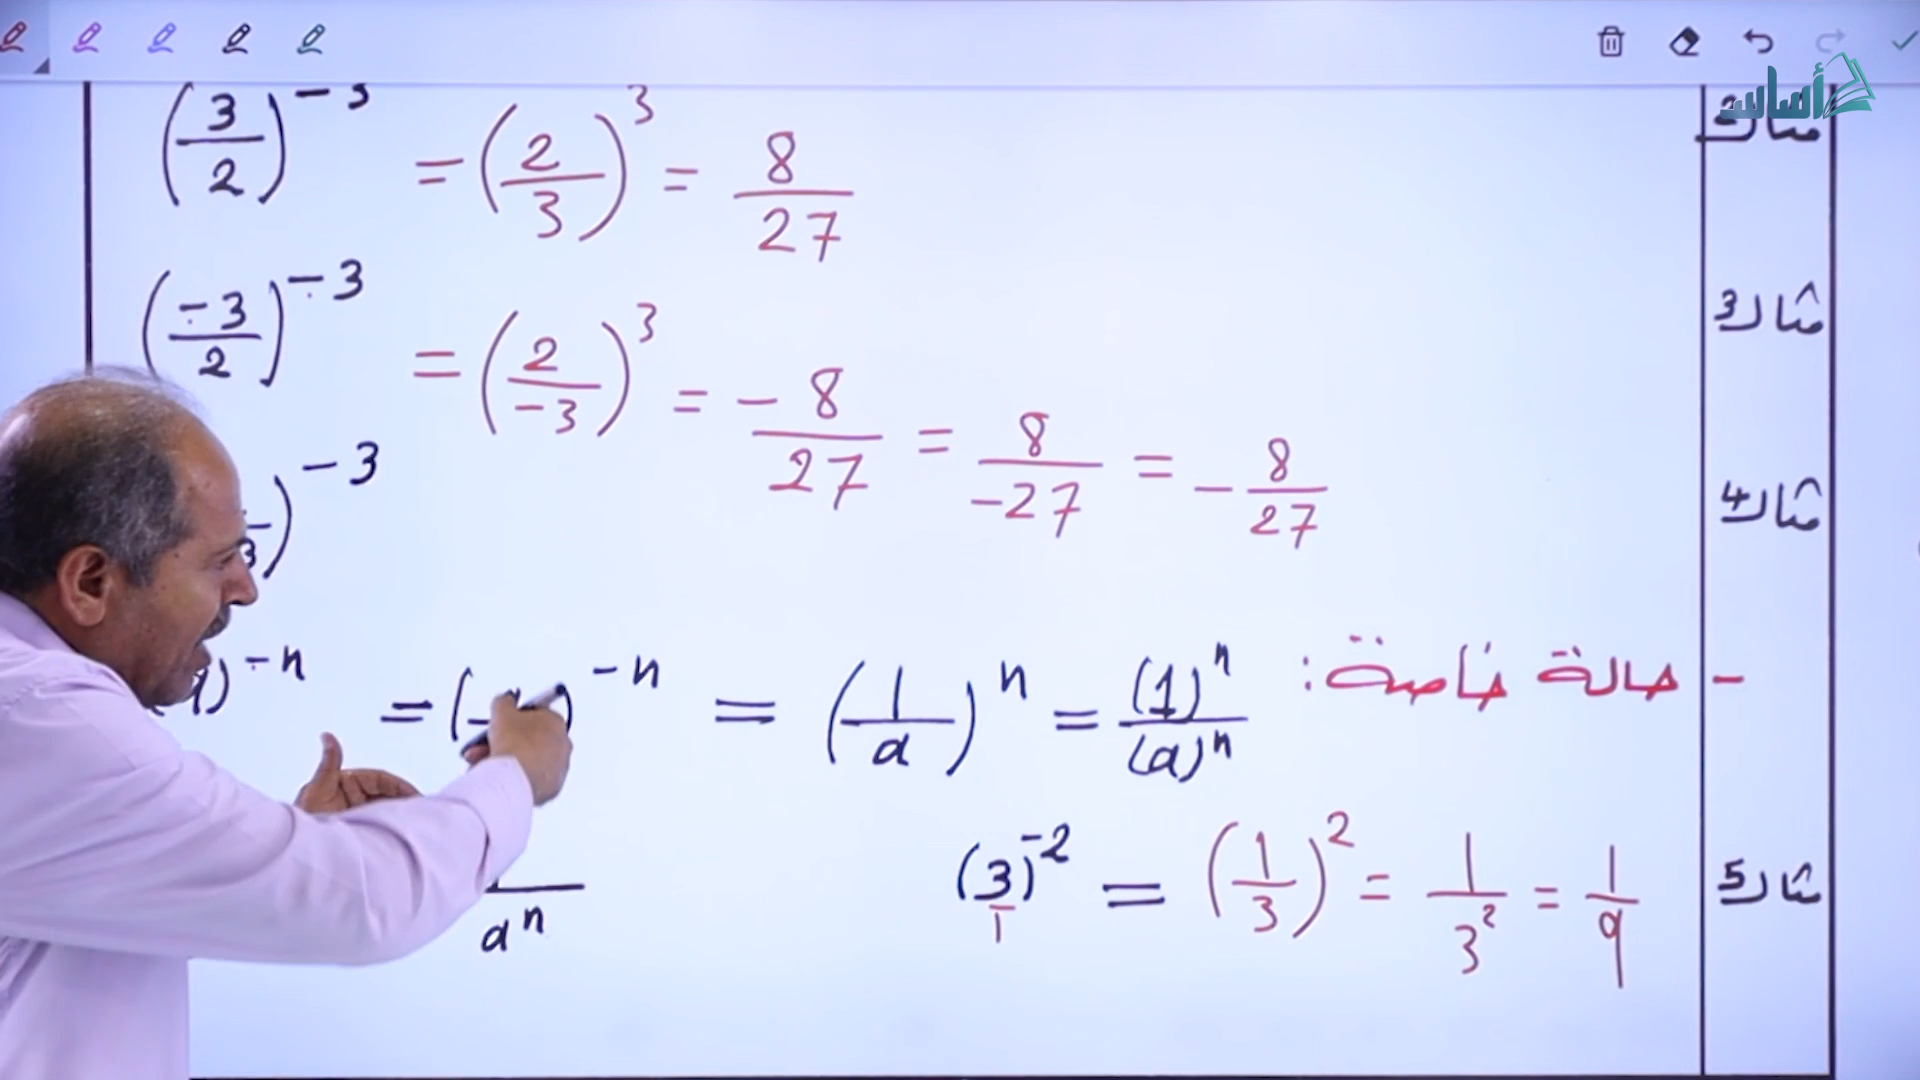 أساس
(3/2)^-3 = (2/3)^3 = 8/27
مثال 3
(-3/2)^-3 = (2/-3)^3 = -8/27 = 8/-27 = -8/27
مثال 4
3)^-3
- حالة خاصة:
)^-n = ( )^-n = (1/a)^n = (1)^n/(a)^n
a^n
مثال 5
(3/1)^-2 = (1/3)^2 = 1/3^2 = 1/9